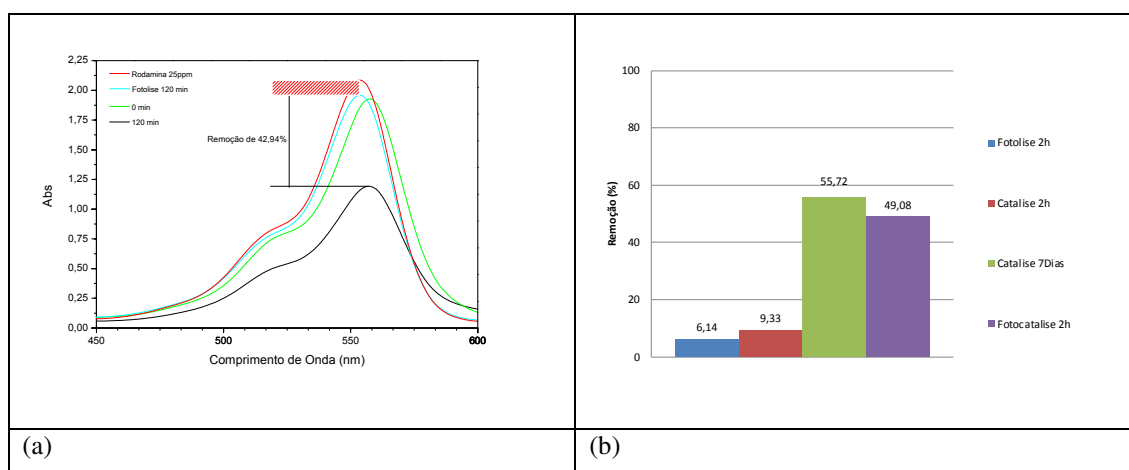 2,25
2,00
1,75
1,50
1,25
1,00
0,75
0,50
0,25
0,00
Abs
Rodamina 25ppm
Fotolise 120 min
0 min
120 min
Remoção de 42,94%
450
500
550
600
Comprimento de Onda (nm)
100
80
60
40
20
0
Remoção (%)
6,14
9,33
55,72
49,08
Fotolise 2h
Catalise 2h
Catalise 7Dias
Fotocatalise 2h
(a)
(b)